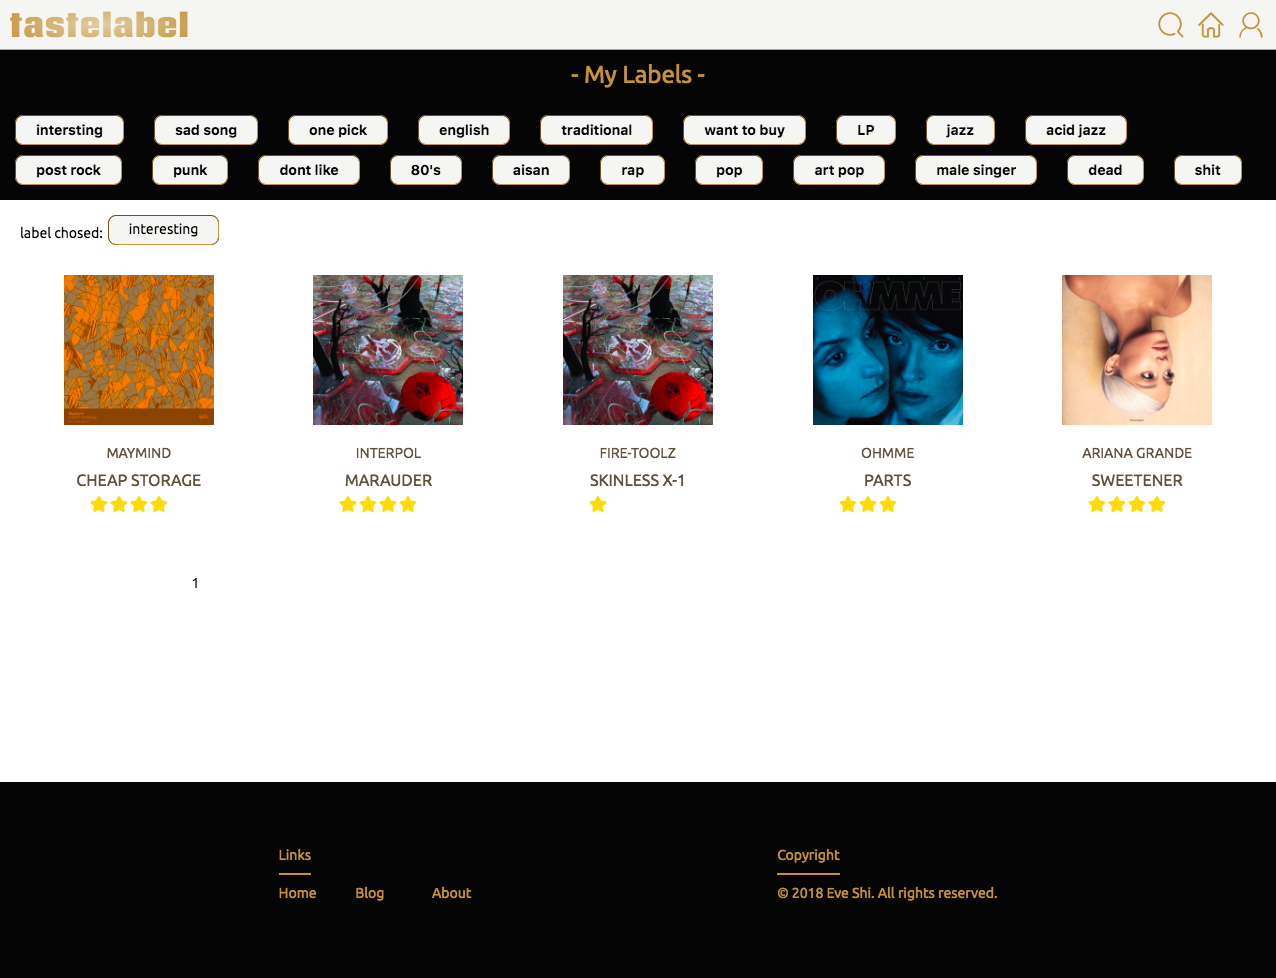 tastelabel
- My Labels -
intersting sad song one pick english traditional want to buy LP jazz acid jazz
post rock punk dont like 80's aisan rap pop art pop male singer dead shit
label chosed: interesting
OHMME
MAYMIND INTERPOL FIRE-TOOLZ OHMME ARIANA GRANDE
CHEAP STORAGE MARAUDER SKINLESS X-1 PARTS SWEETENER
1
Links Copyright
Home Blog About © 2018 Eve Shi. All rights reserved.